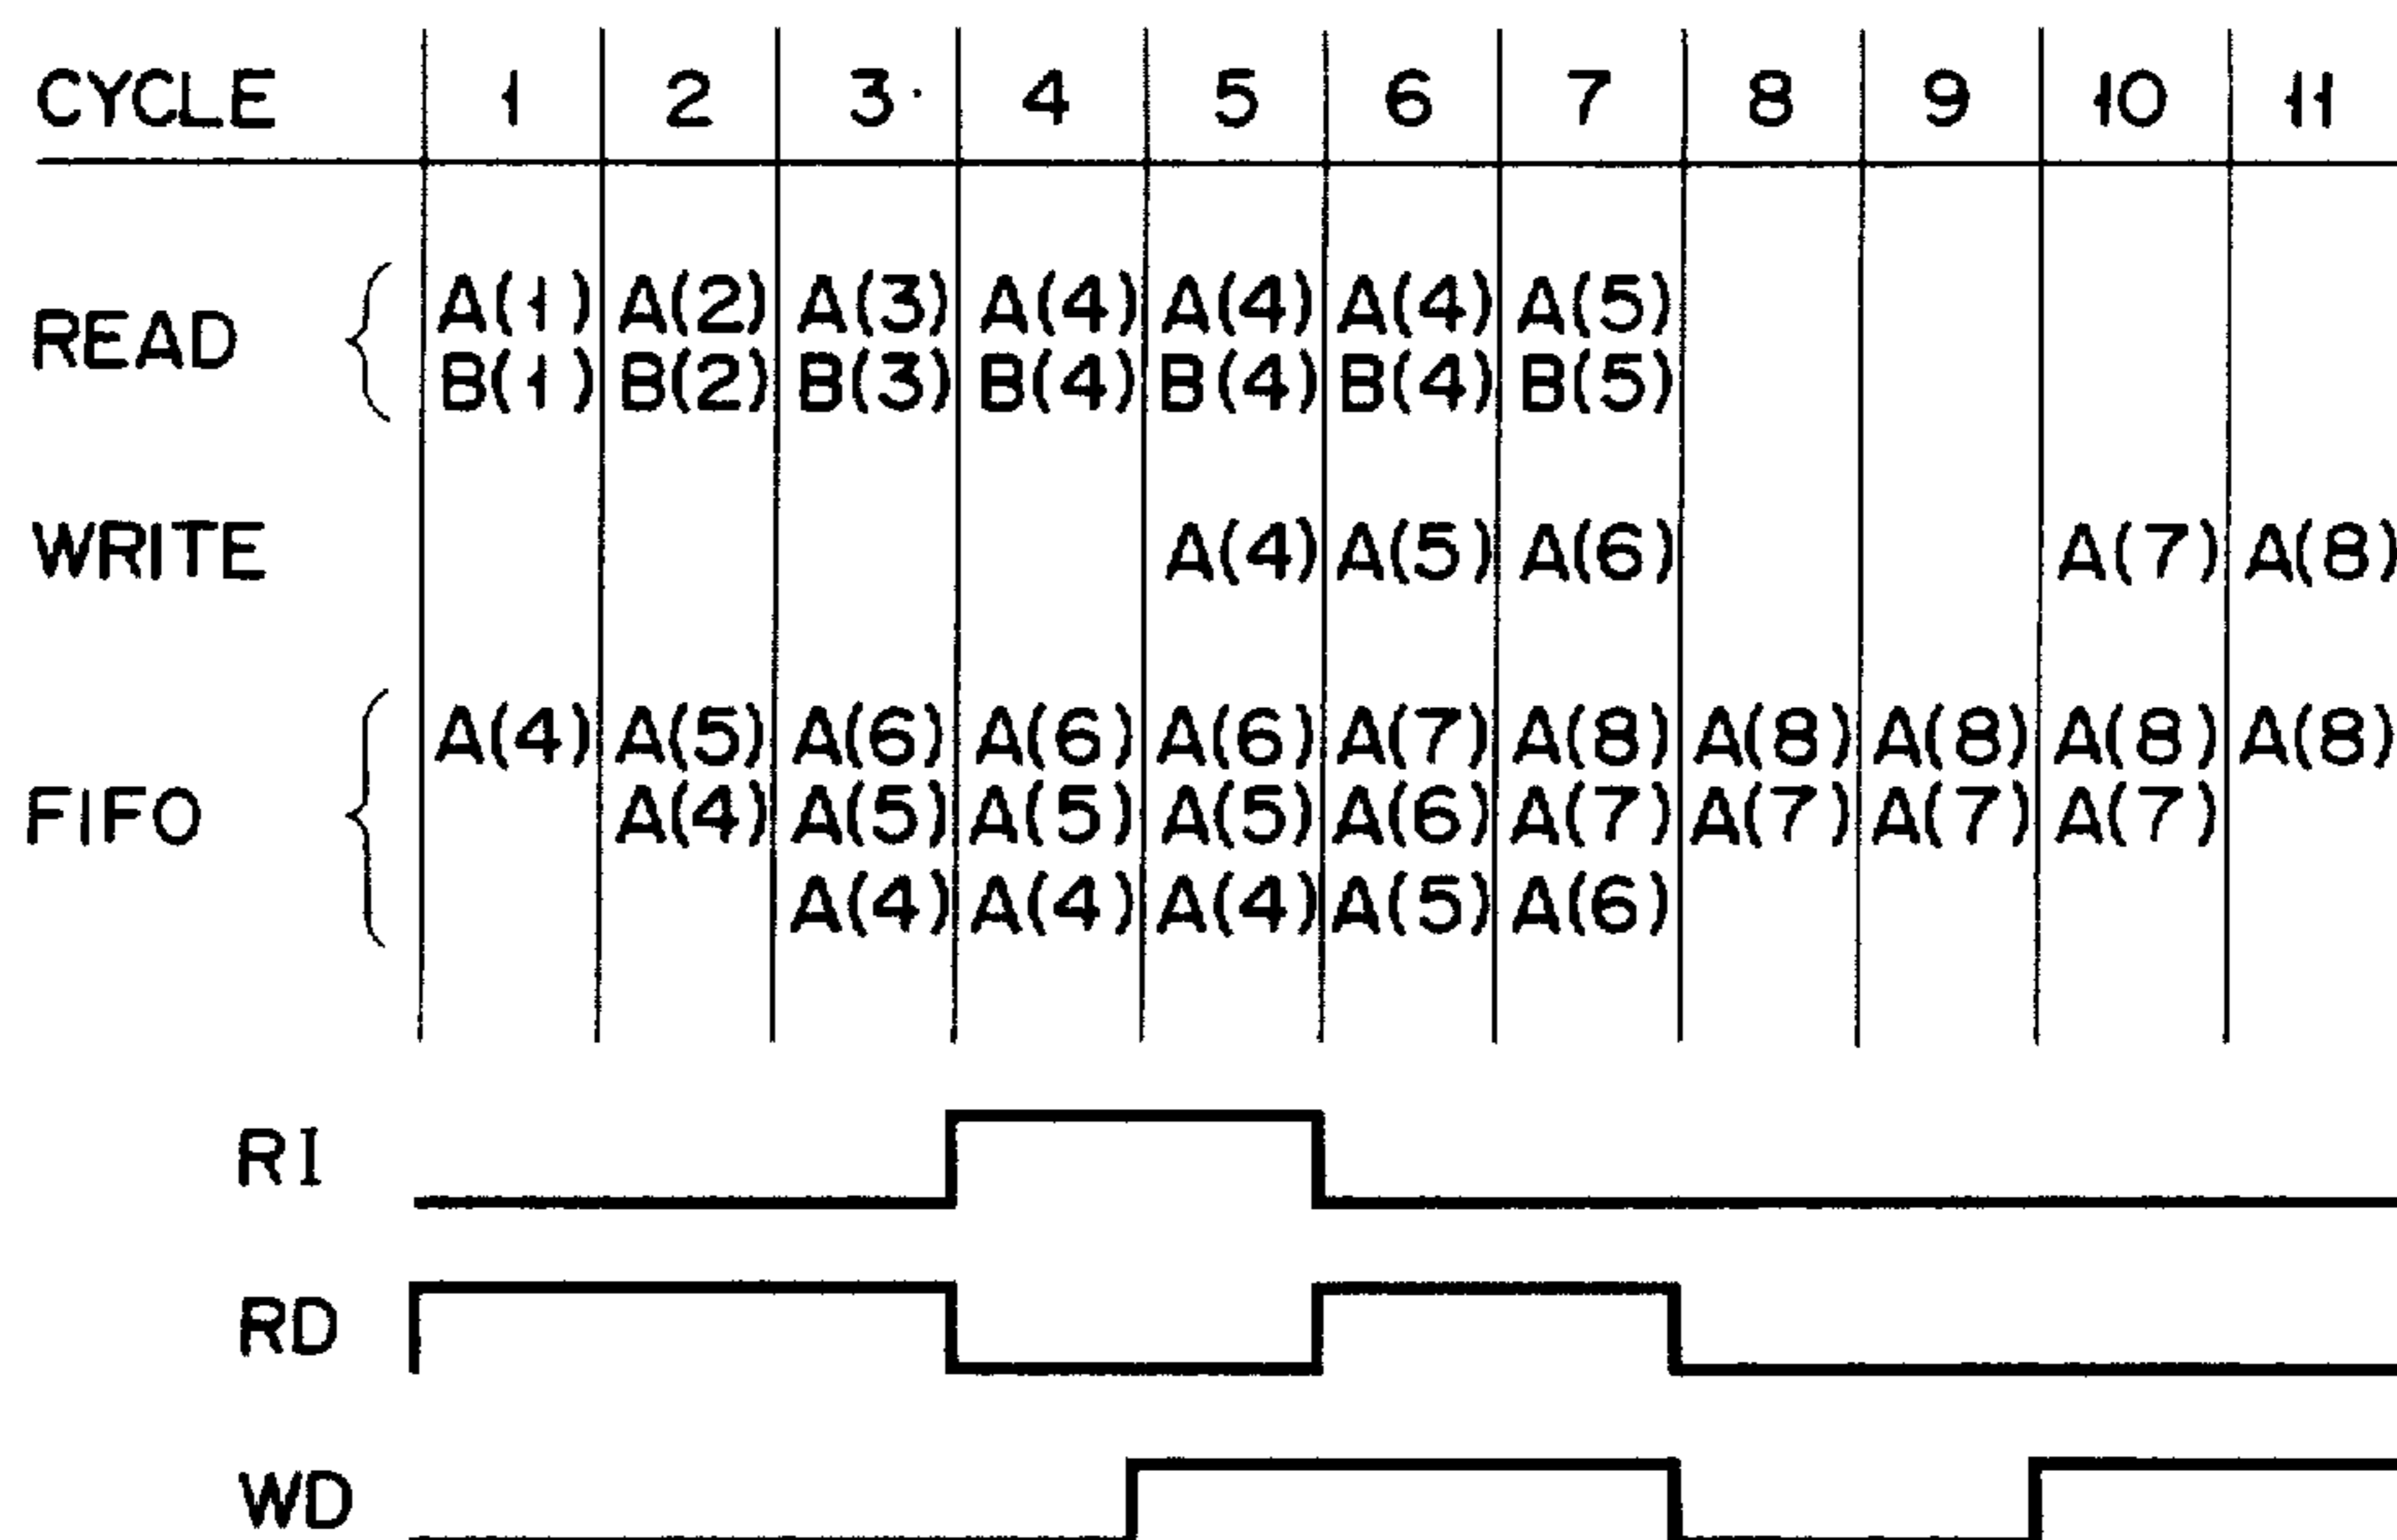 CYCLE 1 2 3 4 5 6 7 8 9 10 11
A(1) A(2) A(3) A(4) A(4) A(4) A(5)
READ
B(1) B(2) B(3) B(4) B(4) B(4) B(5)
WRITE A(4) A(5) A(6) A(7) A(8)
A(4) A(5) A(6) A(6) A(6) A(7) A(8) A(8) A(8) A(8) A(8)
FIFO A(4) A(5) A(5) A(5) A(6) A(7) A(7) A(7) A(7)
A(4) A(4) A(4) A(5) A(6)
RI
RD
WD